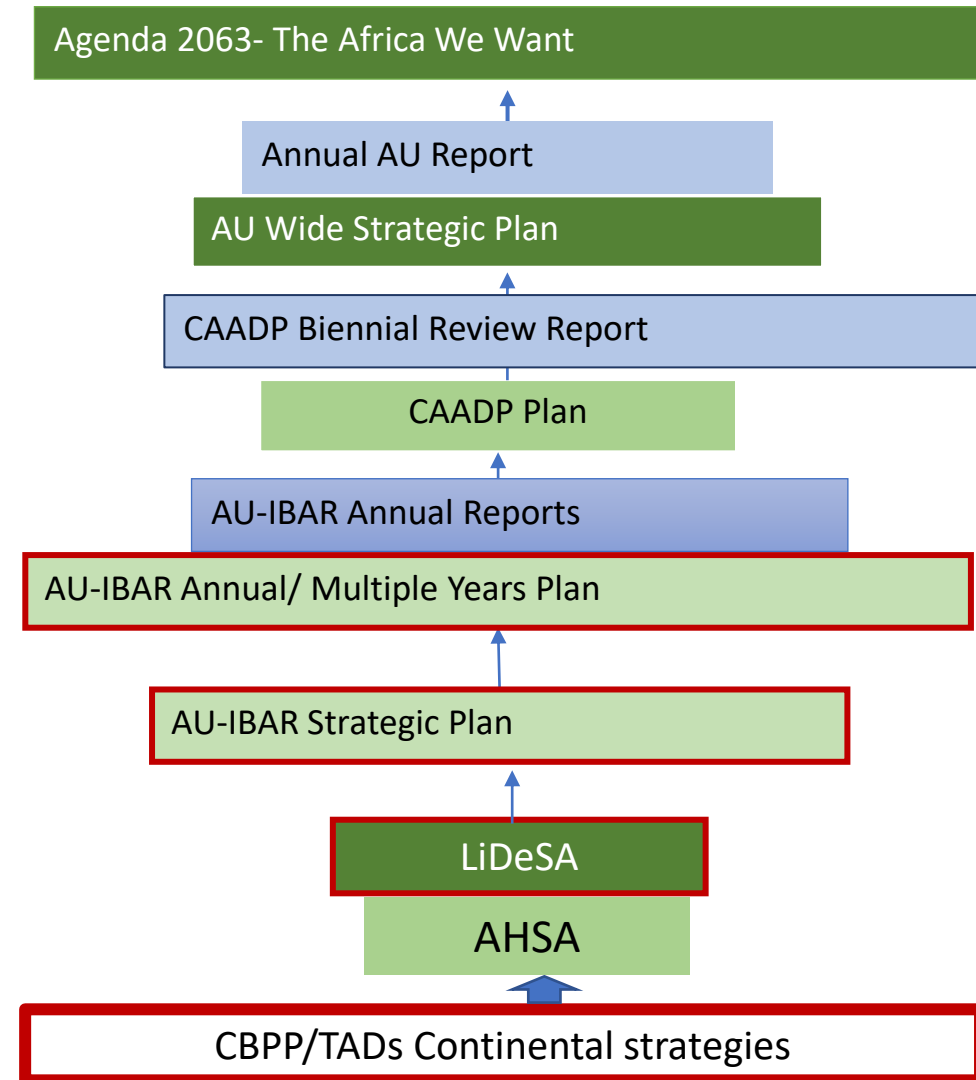 Agenda 2063- The Africa We Want
Annual AU Report
AU Wide Strategic Plan
CAADP Biennial Review Report
CAADP Plan
AU-IBAR Annual Reports
AU-IBAR Annual/ Multiple Years Plan
AU-IBAR Strategic Plan
LiDeSA
AHSA
CBPP/TADs Continental strategies